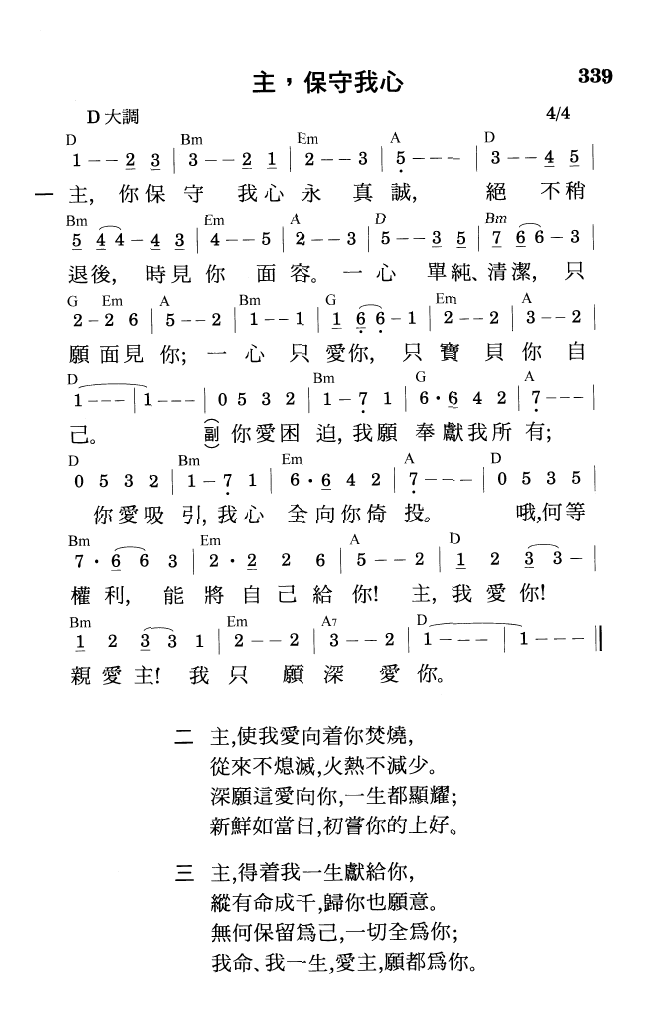 主，保守我心
339
D 大調
4/4
D Bm Em A D
1 - - 2 3 | 3 - - 2 1 | 2 - - 3 | 5 - - - | 3 - - 4 5 |
一 主, 你保守 我心永 真誠, 絕 不稍
Bm Em A D Bm
5 4 4 - 4 3 | 4 - - 5 | 2 - - 3 | 5 - - 3 5 | 7 6 6 - 3 |
退後, 時見你 面容。一心 單純、清潔, 只
G Em A Bm G Em A
2 - 2 6 | 5 - - 2 | 1 - - 1 | 1 6 6 - 1 | 2 - - 2 | 3 - - 2 |
願面見你; 一心只愛你, 只寶貝你自
D Bm G A
1 - - - | 1 - - - | 0 5 3 2 | 1 - 7 1 | 6 · 6 4 2 | 7 - - - |
己。 (副) 你愛困迫, 我願奉獻我所有;
D Bm Em A D
0 5 3 2 | 1 - 7 1 | 6 · 6 4 2 | 7 - - - | 0 5 3 5 |
你愛吸引, 我心全向你倚投。 哦,何等
Bm Em A D
7 · 6 6 3 | 2 · 2 2 6 | 5 - - 2 | 1 2 3 3 - |
權利, 能將自己給你! 主, 我愛你!
Bm Em A7 D
1 2 3 3 1 | 2 - - 2 | 3 - - 2 | 1 - - - | 1 - - - ‖
親愛主! 我只願深愛你。
二 主,使我愛向着你焚燒,
從來不熄滅,火熱不減少。
深願這愛向你,一生都顯耀;
新鮮如當日,初嘗你的上好。
三 主,得着我一生獻給你,
縱有命成千,歸你也願意。
無何保留爲己,一切全爲你;
我命、我一生,愛主,願都爲你。